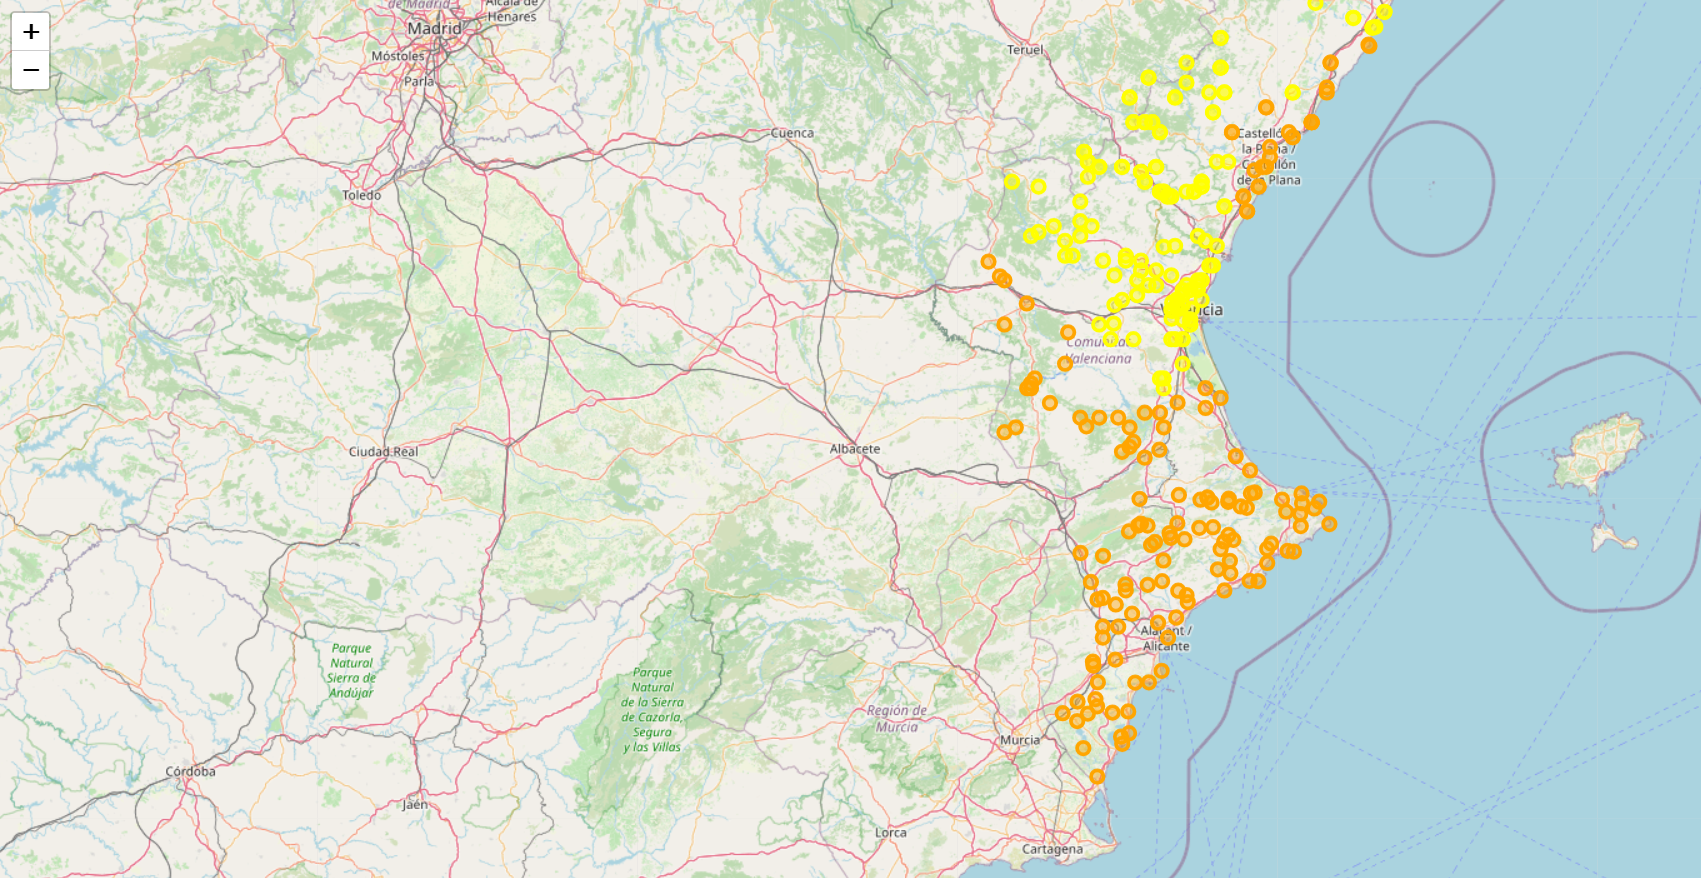 de Madrid
Alcalá de
Henares
+
Madrid
Móstoles
Teruel
−
Parla
Cuenca
Castelló
la Plana /
Castellón
de la Plana
Toledo
València
Comunitat
Valenciana
Ciudad Real
Albacete
Alacant /
Alicante
Parque
Natural
Sierra de
Andújar
Parque
Natural
de la Sierra
de Cazorla,
Segura
y las Villas
Región de
Murcia
Murcia
Córdoba
Jaén
Lorca
Cartagena